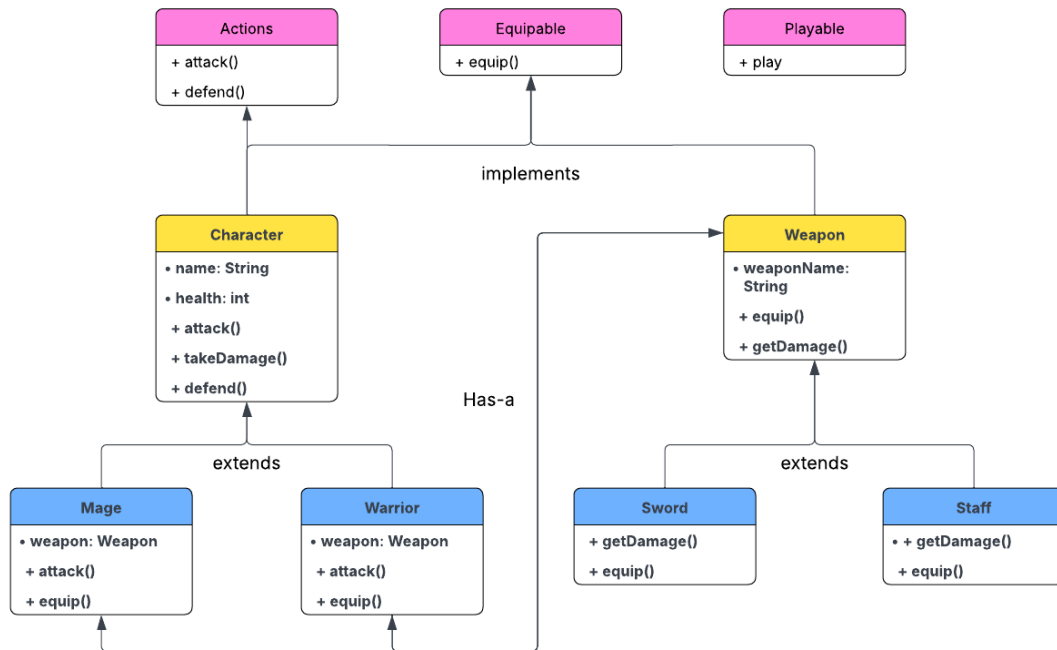 Actions
+ attack()
+ defend()
Equipable
+ equip()
Playable
+ play
implements
Character
• name: String
• health: int
+ attack()
+ takeDamage()
+ defend()
Weapon
• weaponName:
String
+ equip()
+ getDamage()
Has-a
extends
extends
Mage
• weapon: Weapon
+ attack()
+ equip()
Warrior
• weapon: Weapon
+ attack()
+ equip()
Sword
+ getDamage()
+ equip()
Staff
• + getDamage()
+ equip()